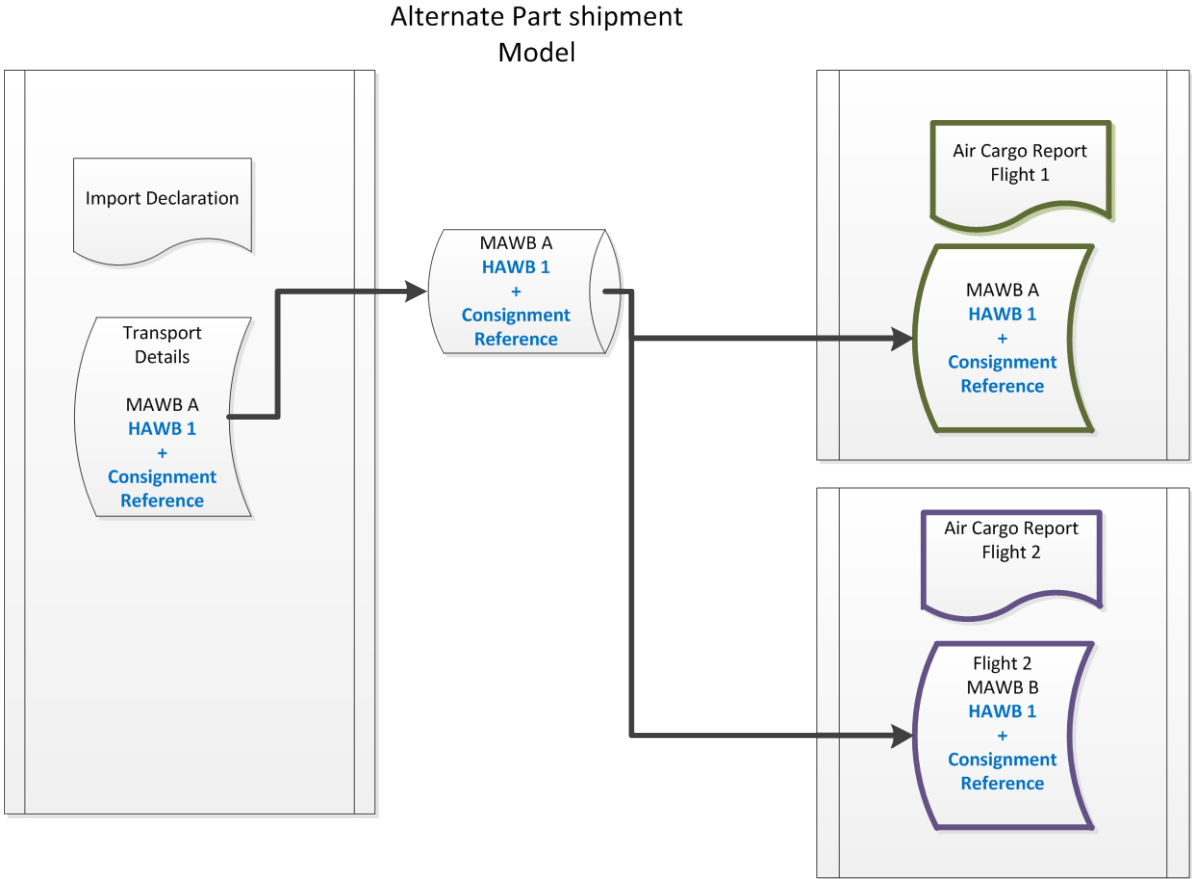 Alternate Part shipment
Model
Import Declaration
Transport
Details
MAWB A
HAWB 1
+
Consignment
Reference
MAWB A
HAWB 1
+
Consignment
Reference
Air Cargo Report
Flight 1
MAWB A
HAWB 1
+
Consignment
Reference
Air Cargo Report
Flight 2
Flight 2
MAWB B
HAWB 1
+
Consignment
Reference